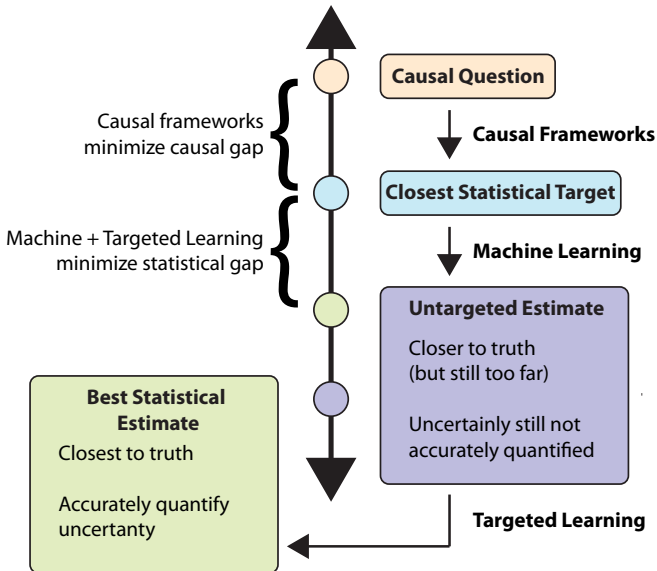 Causal Question
Causal frameworks
minimize causal gap
Causal Frameworks
Closest Statistical Target
Machine + Targeted Learning
minimize statistical gap
Machine Learning
Untargeted Estimate
Closer to truth
(but still too far)
Uncertainly still not
accurately quantified
Best Statistical
Estimate
Closest to truth
Accurately quantify
uncertanty
Targeted Learning